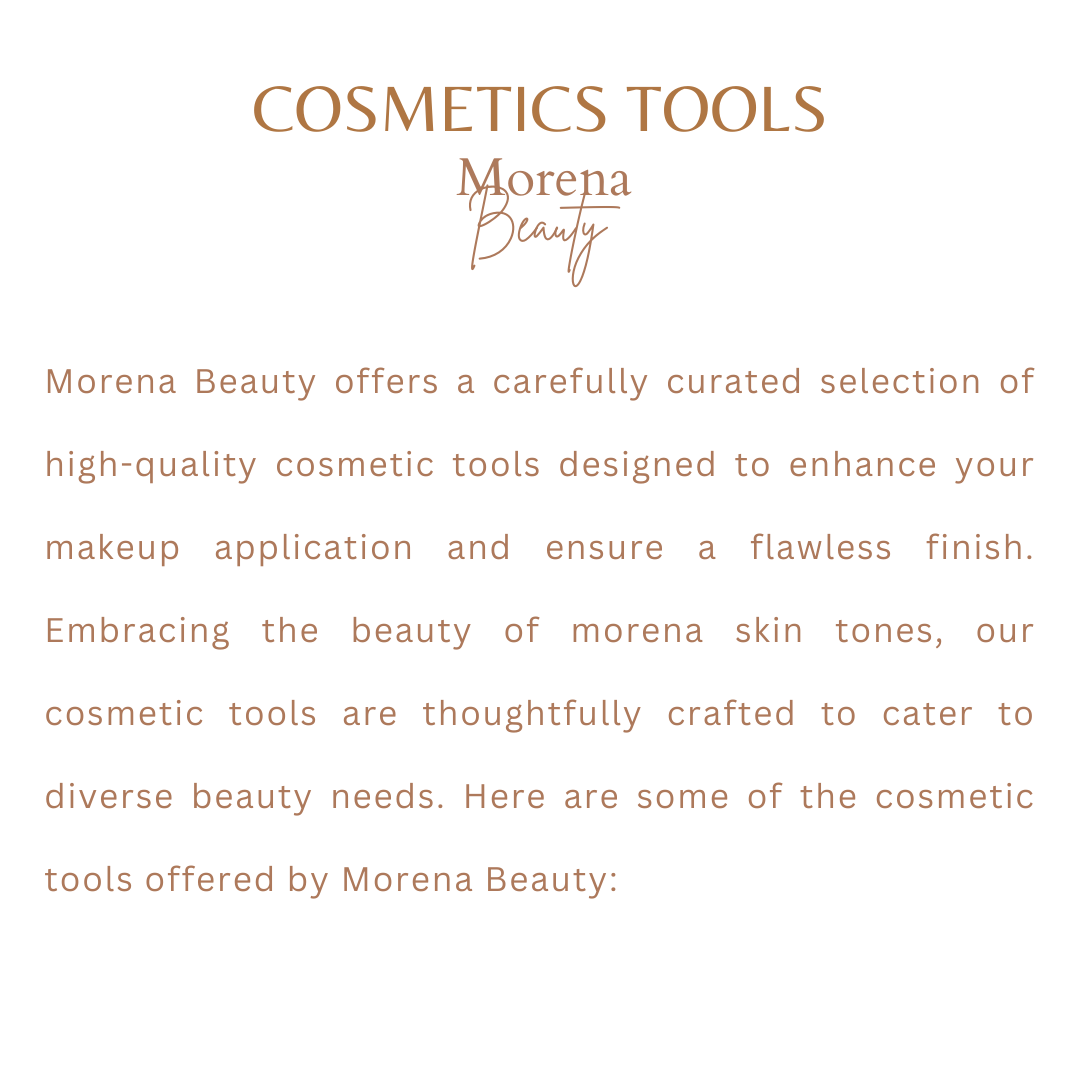 COSMETICS TOOLS
Morena
Beauty
Morena Beauty offers a carefully curated selection of
high-quality cosmetic tools designed to enhance your
makeup application and ensure a flawless finish.
Embracing the beauty of morena skin tones, our
cosmetic tools are thoughtfully crafted to cater to
diverse beauty needs. Here are some of the cosmetic
tools offered by Morena Beauty: